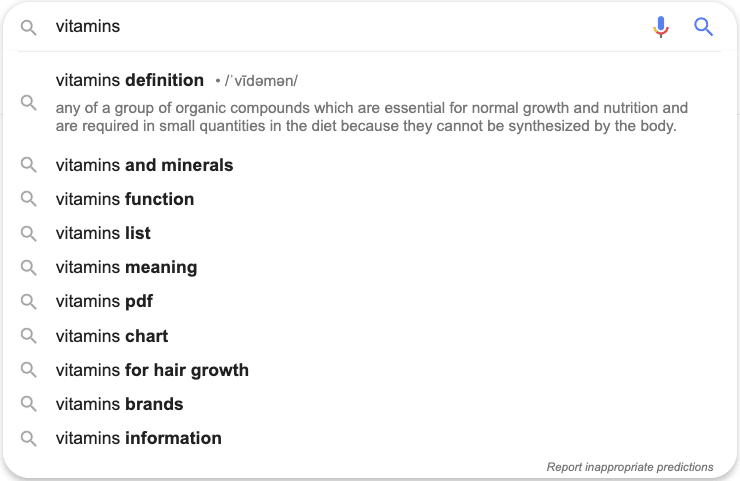 vitamins
vitamins definition • /ˈvīdəmən/
any of a group of organic compounds which are essential for normal growth and nutrition and
are required in small quantities in the diet because they cannot be synthesized by the body.
vitamins and minerals
vitamins function
vitamins list
vitamins meaning
vitamins pdf
vitamins chart
vitamins for hair growth
vitamins brands
vitamins information
Report inappropriate predictions